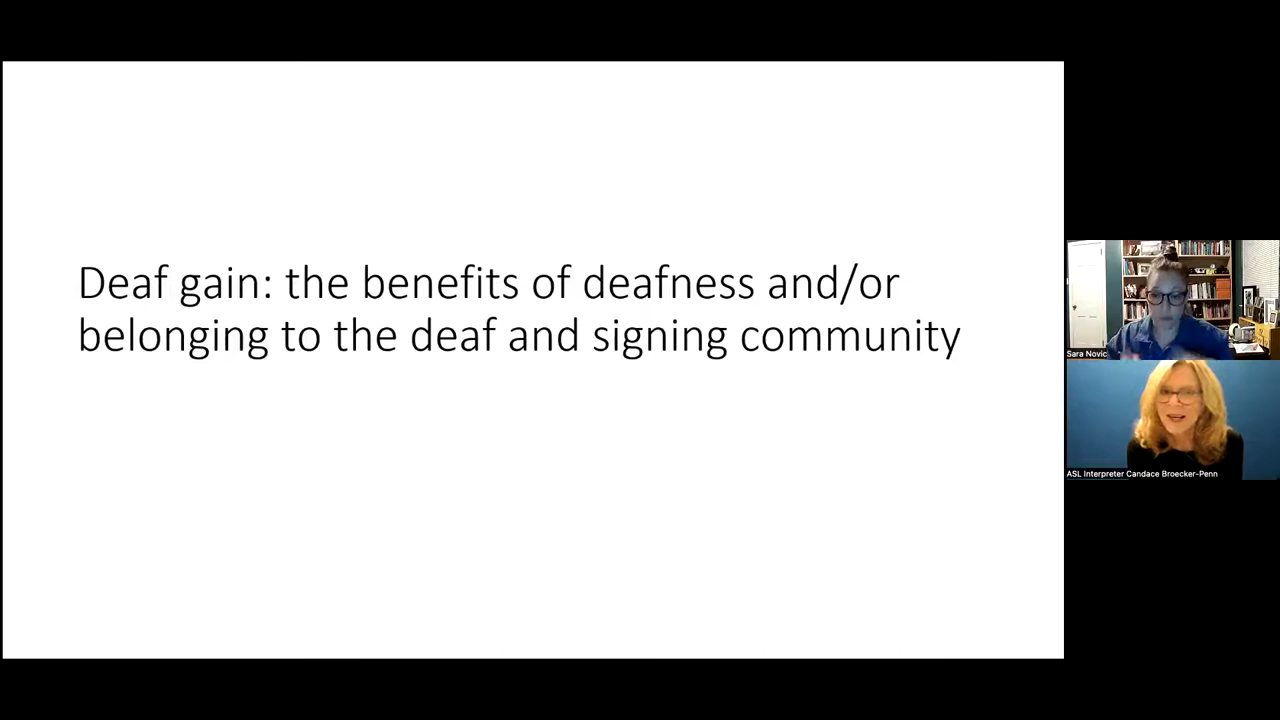 Deaf gain: the benefits of deafness and/or
belonging to the deaf and signing community
Sara Novic
ASL Interpreter Candace Broecker-Penn